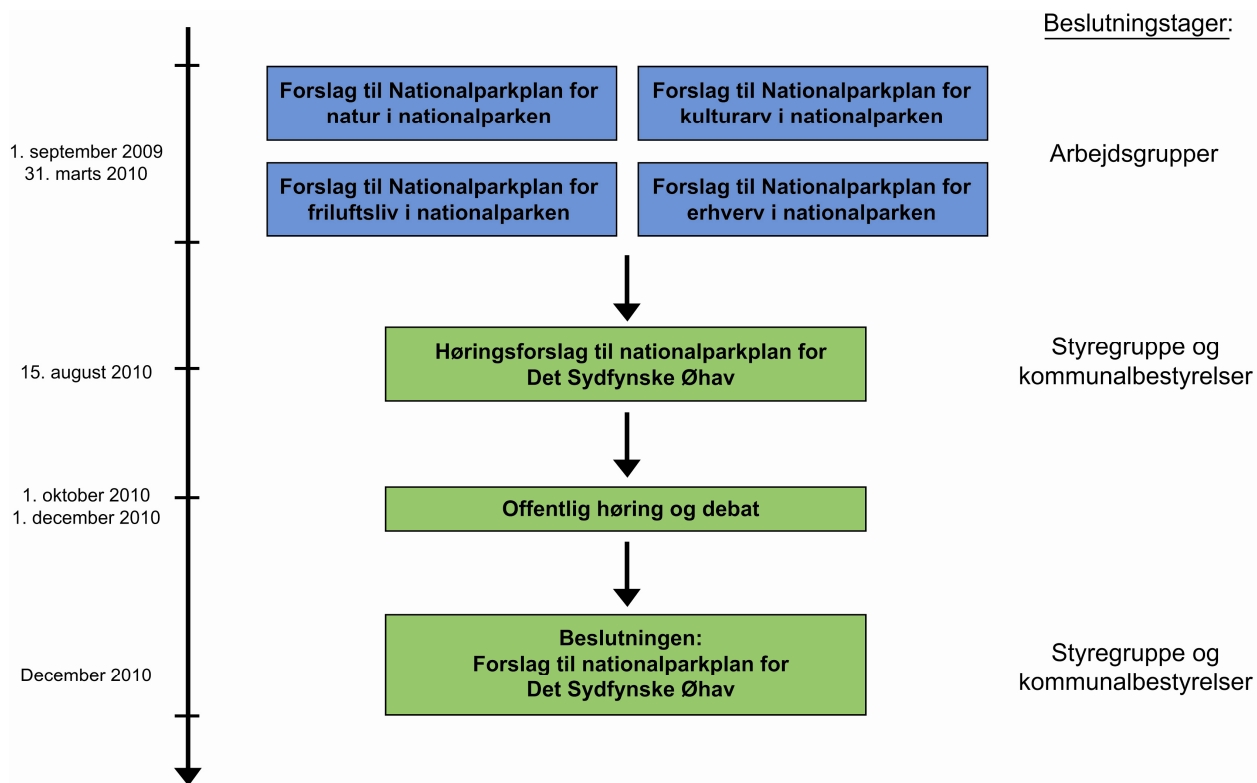 Beslutningstager:
Forslag til Nationalparkplan for
natur i nationalparken
Forslag til Nationalparkplan for
kulturarv i nationalparken
1. september 2009
31. marts 2010
Arbejdsgrupper
Forslag til Nationalparkplan for
friluftsliv i nationalparken
Forslag til Nationalparkplan for
erhverv i nationalparken
15. august 2010
Høringsforslag til nationalparkplan for
Det Sydfynske Øhav
Styregruppe og
kommunalbestyrelser
1. oktober 2010
1. december 2010
Offentlig høring og debat
December 2010
Beslutningen:
Forslag til nationalparkplan for
Det Sydfynske Øhav
Styregruppe og
kommunalbestyrelser